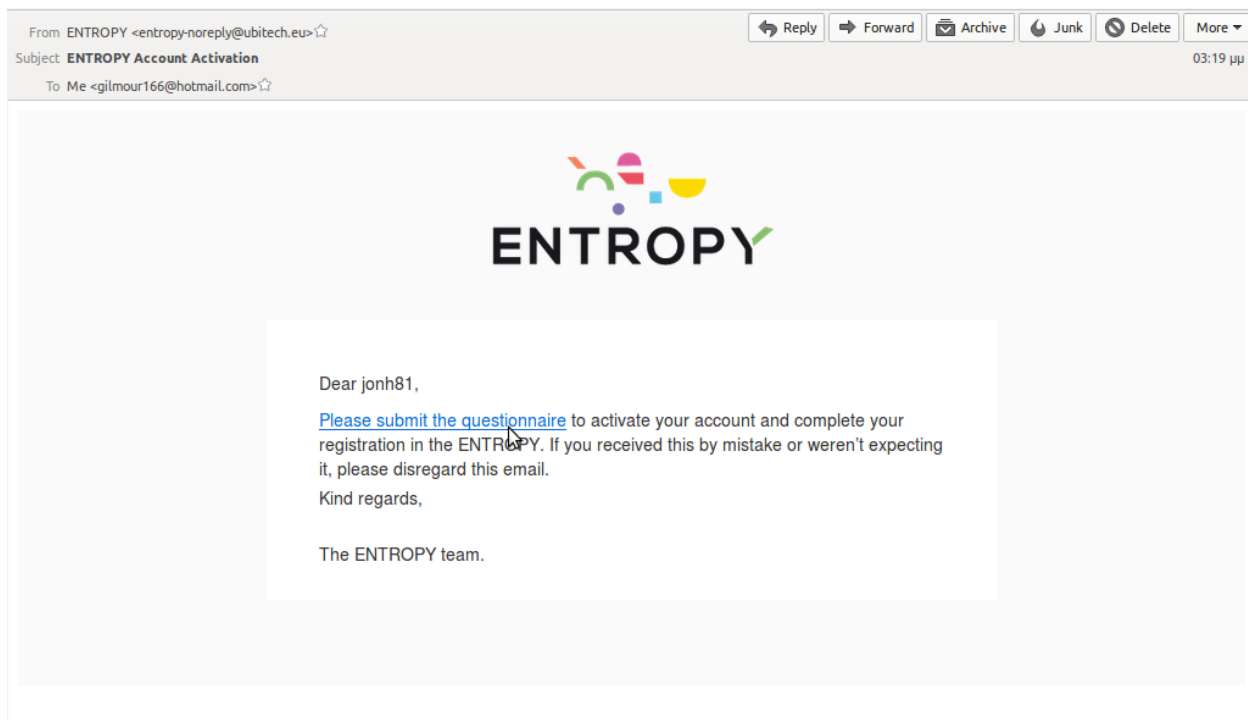 From ENTROPY <entropy-noreply@ubitech.eu>
Reply Forward Archive Junk Delete More
Subject ENTROPY Account Activation
03:19 μμ
To Me <gilmour166@hotmail.com>
ENTROPY
Dear jonh81,
Please submit the questionnaire to activate your account and complete your
registration in the ENTROPY. If you received this by mistake or weren't expecting
it, please disregard this email.
Kind regards,
The ENTROPY team.